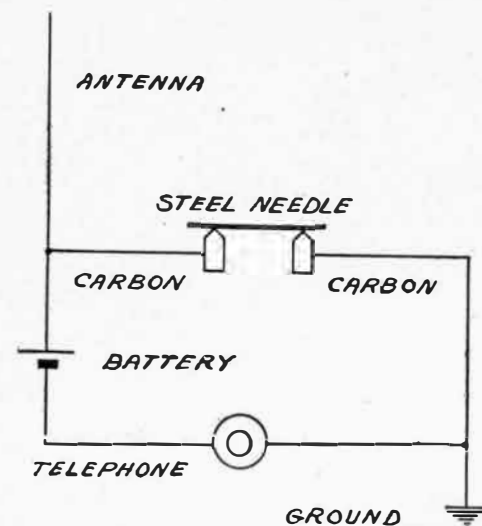 ANTENNA
STEEL NEEDLE
CARBON
CARBON
BATTERY
TELEPHONE
GROUND